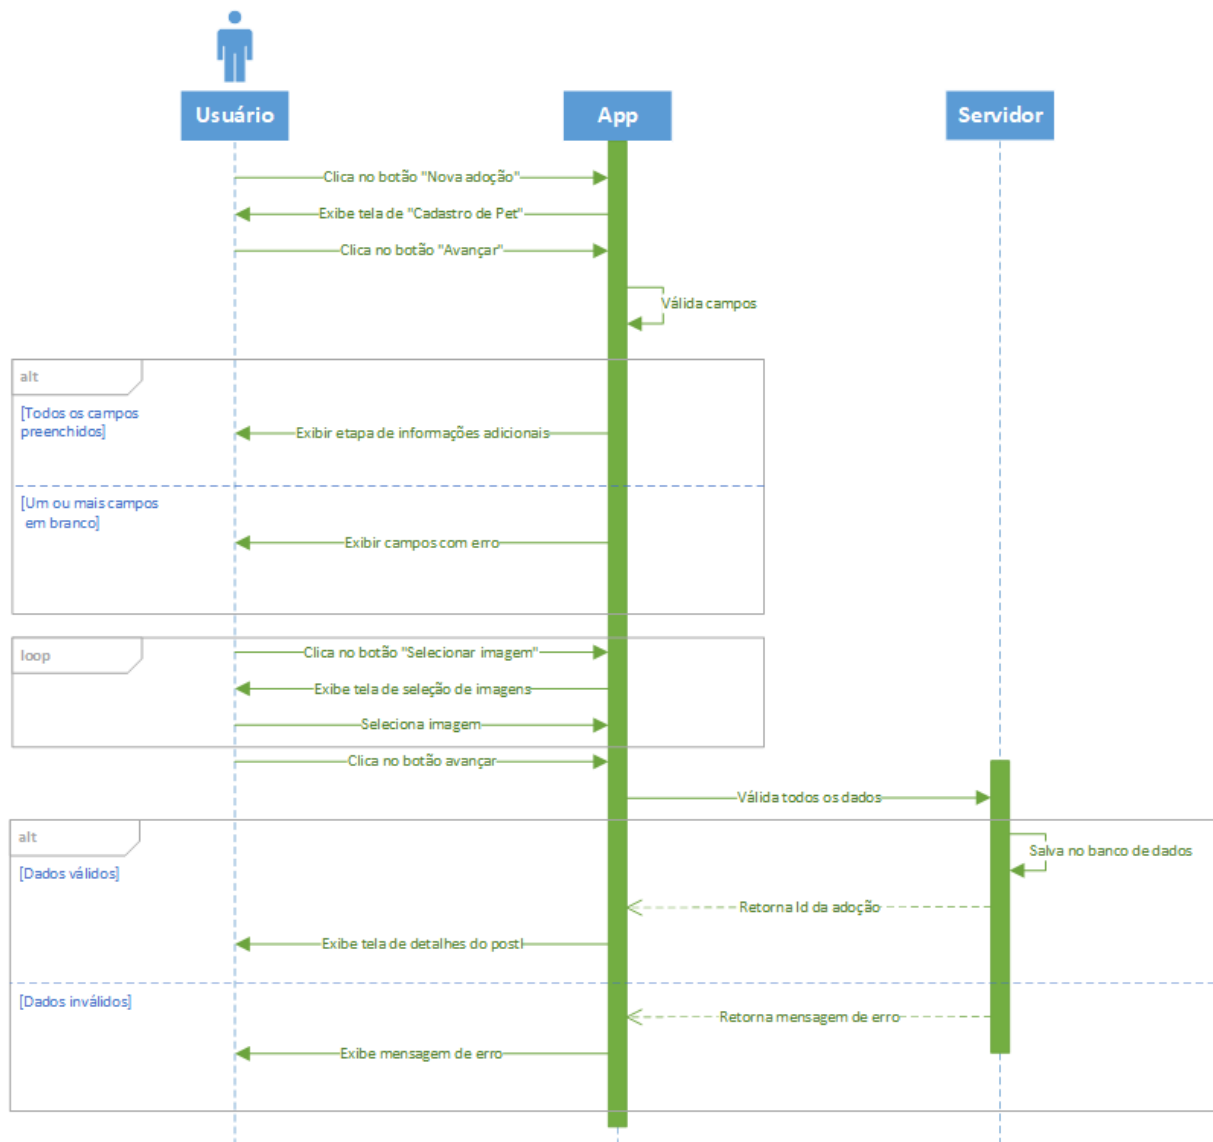 Usuário
App
Servidor
Clica no botão "Nova adoção"
Exibe tela de "Cadastro de Pet"
Clica no botão "Avançar"
Válida campos
alt
[Todos os campos
preenchidos]
Exibir etapa de informações adicionais
[Um ou mais campos
em branco]
Exibir campos com erro
loop
Clica no botão "Selecionar imagem"
Exibe tela de seleção de imagens
Seleciona imagem
Clica no botão avançar
Válida todos os dados
alt
Salva no banco de dados
[Dados válidos]
Retorna Id da adoção
Exibe tela de detalhes do postl
[Dados inválidos]
Retorna mensagem de erro
Exibe mensagem de erro